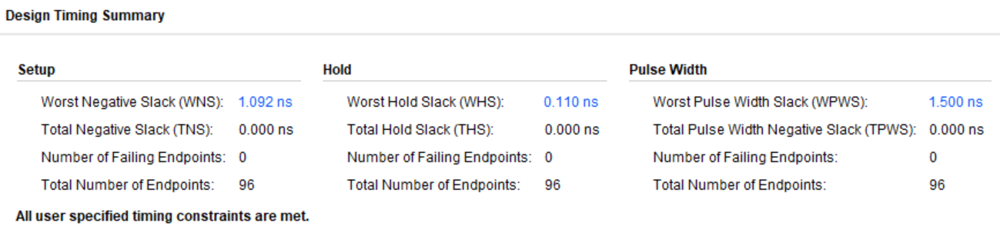 Design Timing Summary
Setup Hold Pulse Width
Worst Negative Slack (WNS): 1.092 ns Worst Hold Slack (WHS): 0.110 ns Worst Pulse Width Slack (WPWS): 1.500 ns
Total Negative Slack (TNS): 0.000 ns Total Hold Slack (THS): 0.000 ns Total Pulse Width Negative Slack (TPWS): 0.000 ns
Number of Failing Endpoints: 0 Number of Failing Endpoints: 0 Number of Failing Endpoints: 0
Total Number of Endpoints: 96 Total Number of Endpoints: 96 Total Number of Endpoints: 96
All user specified timing constraints are met.